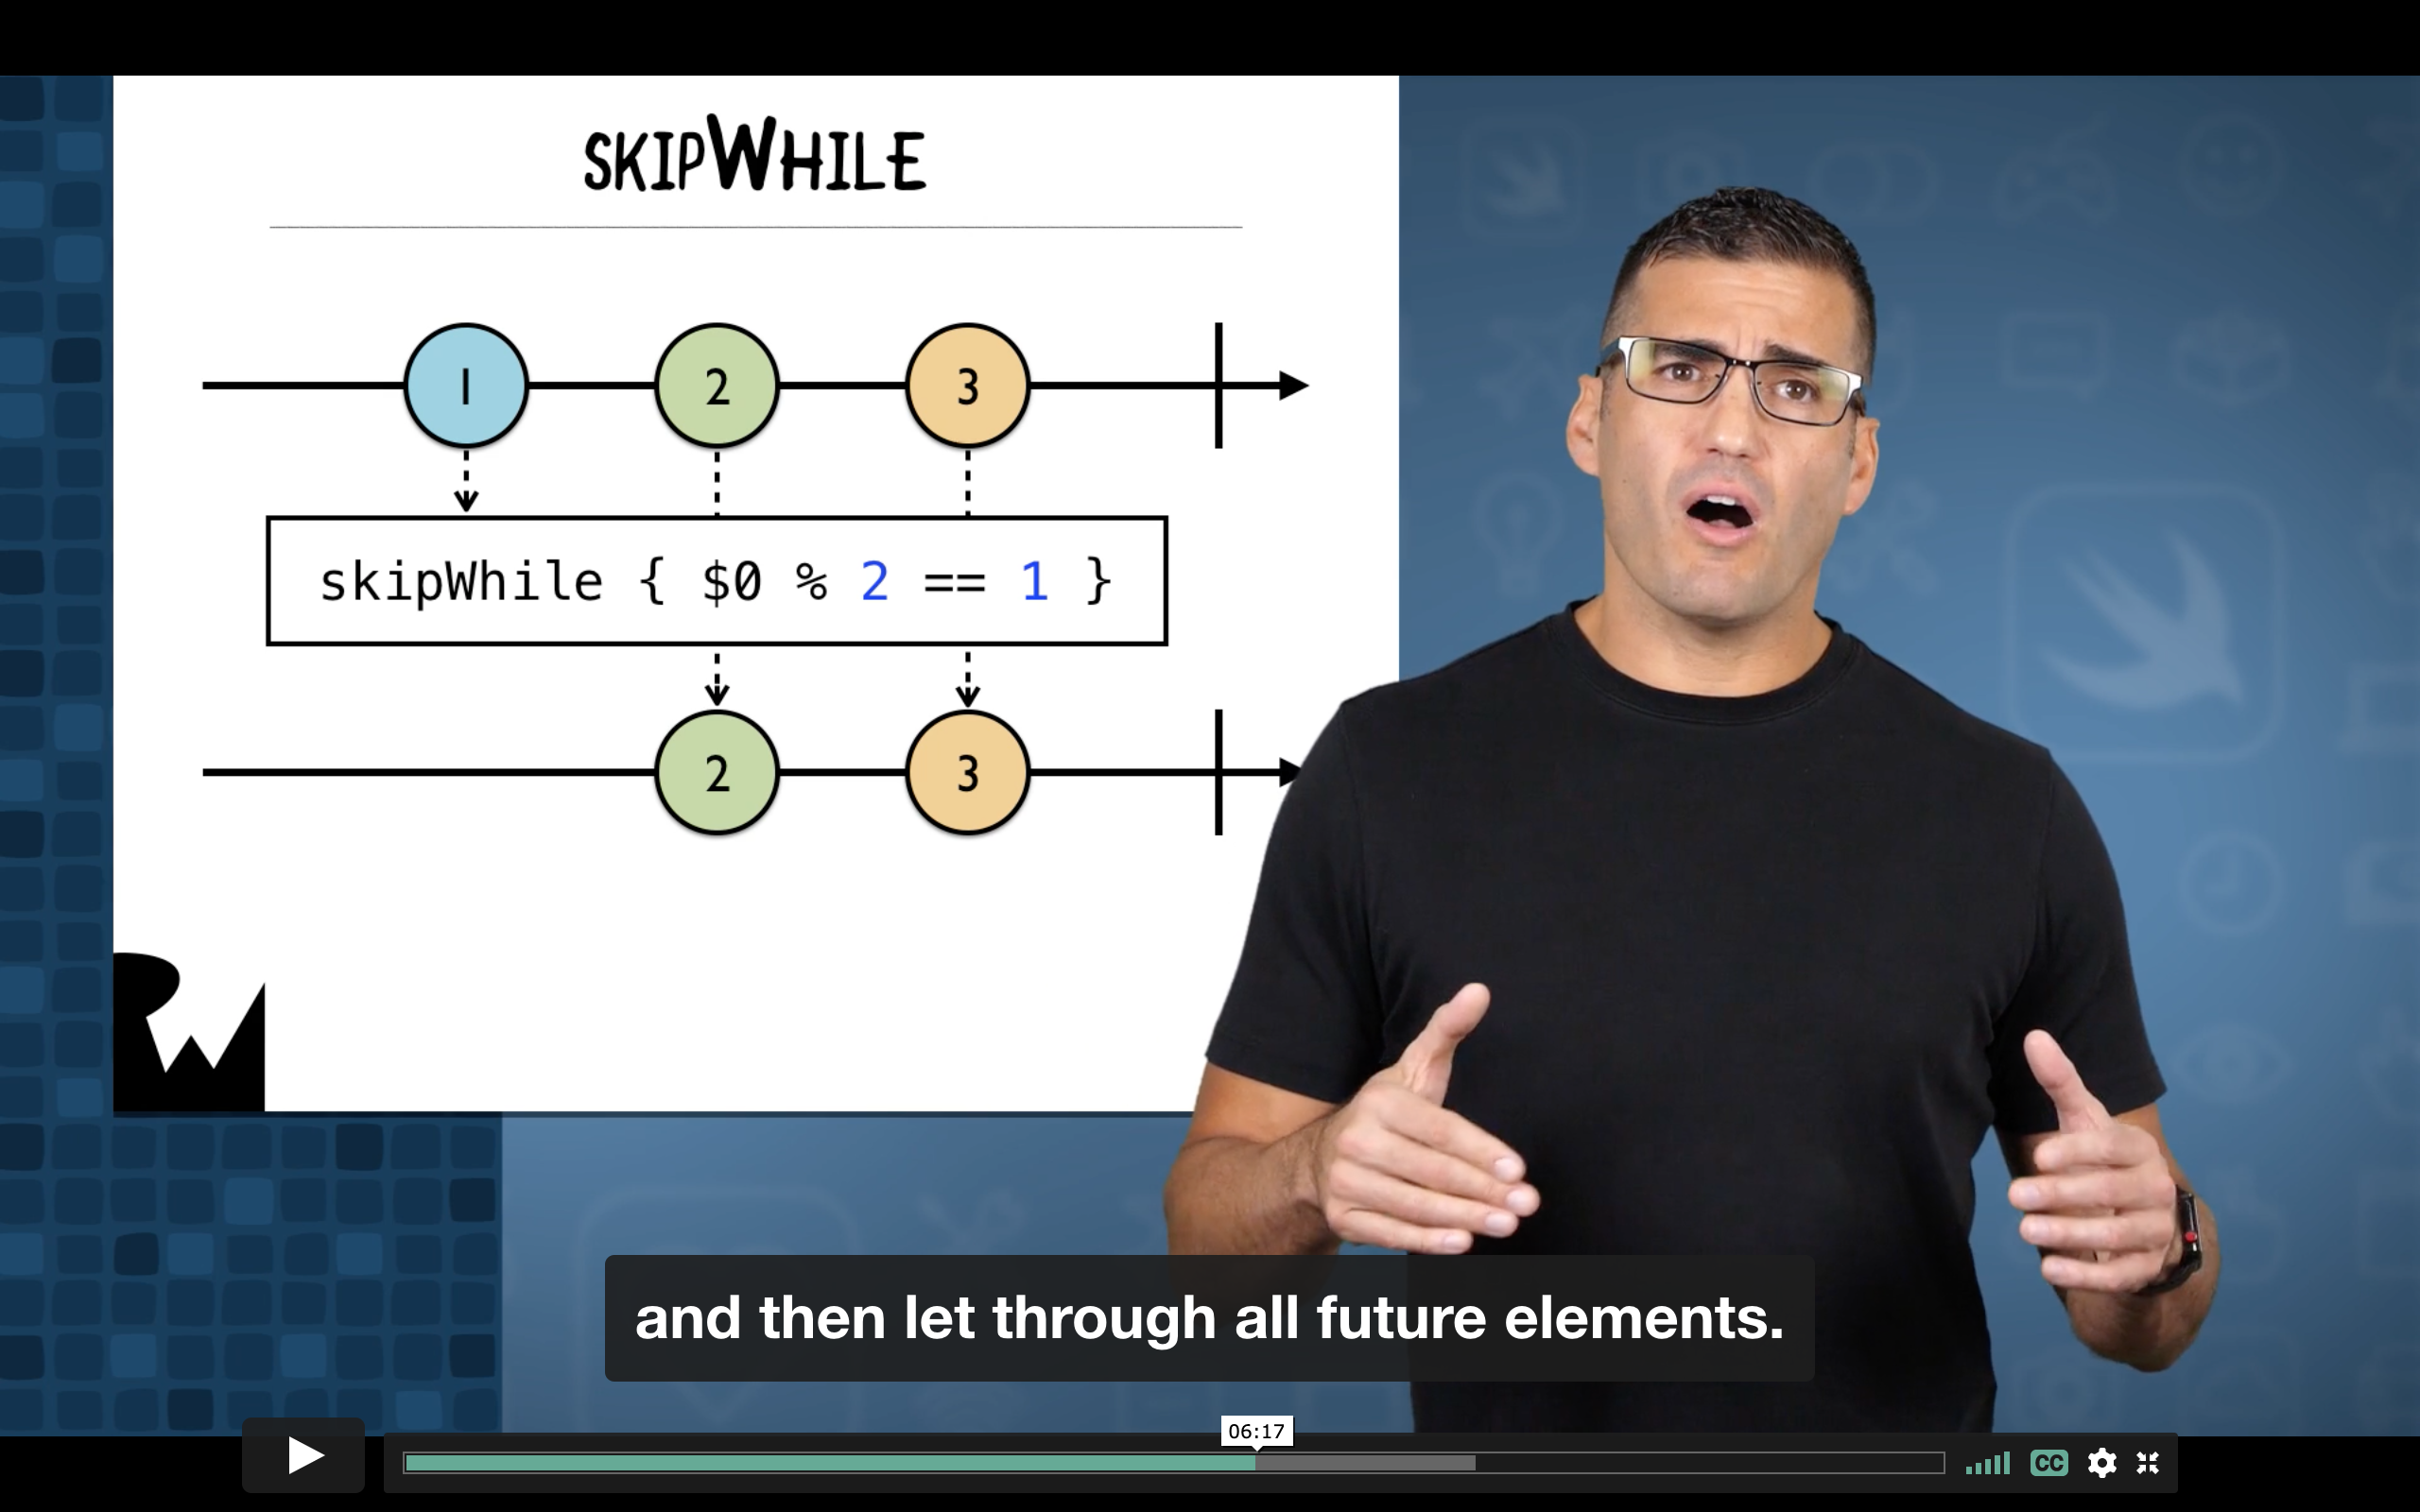 SKIPWHILE
1 2 3
skipWhile { $0 % 2 == 1 }
2 3
RW
and then let through all future elements.
06:17
CC